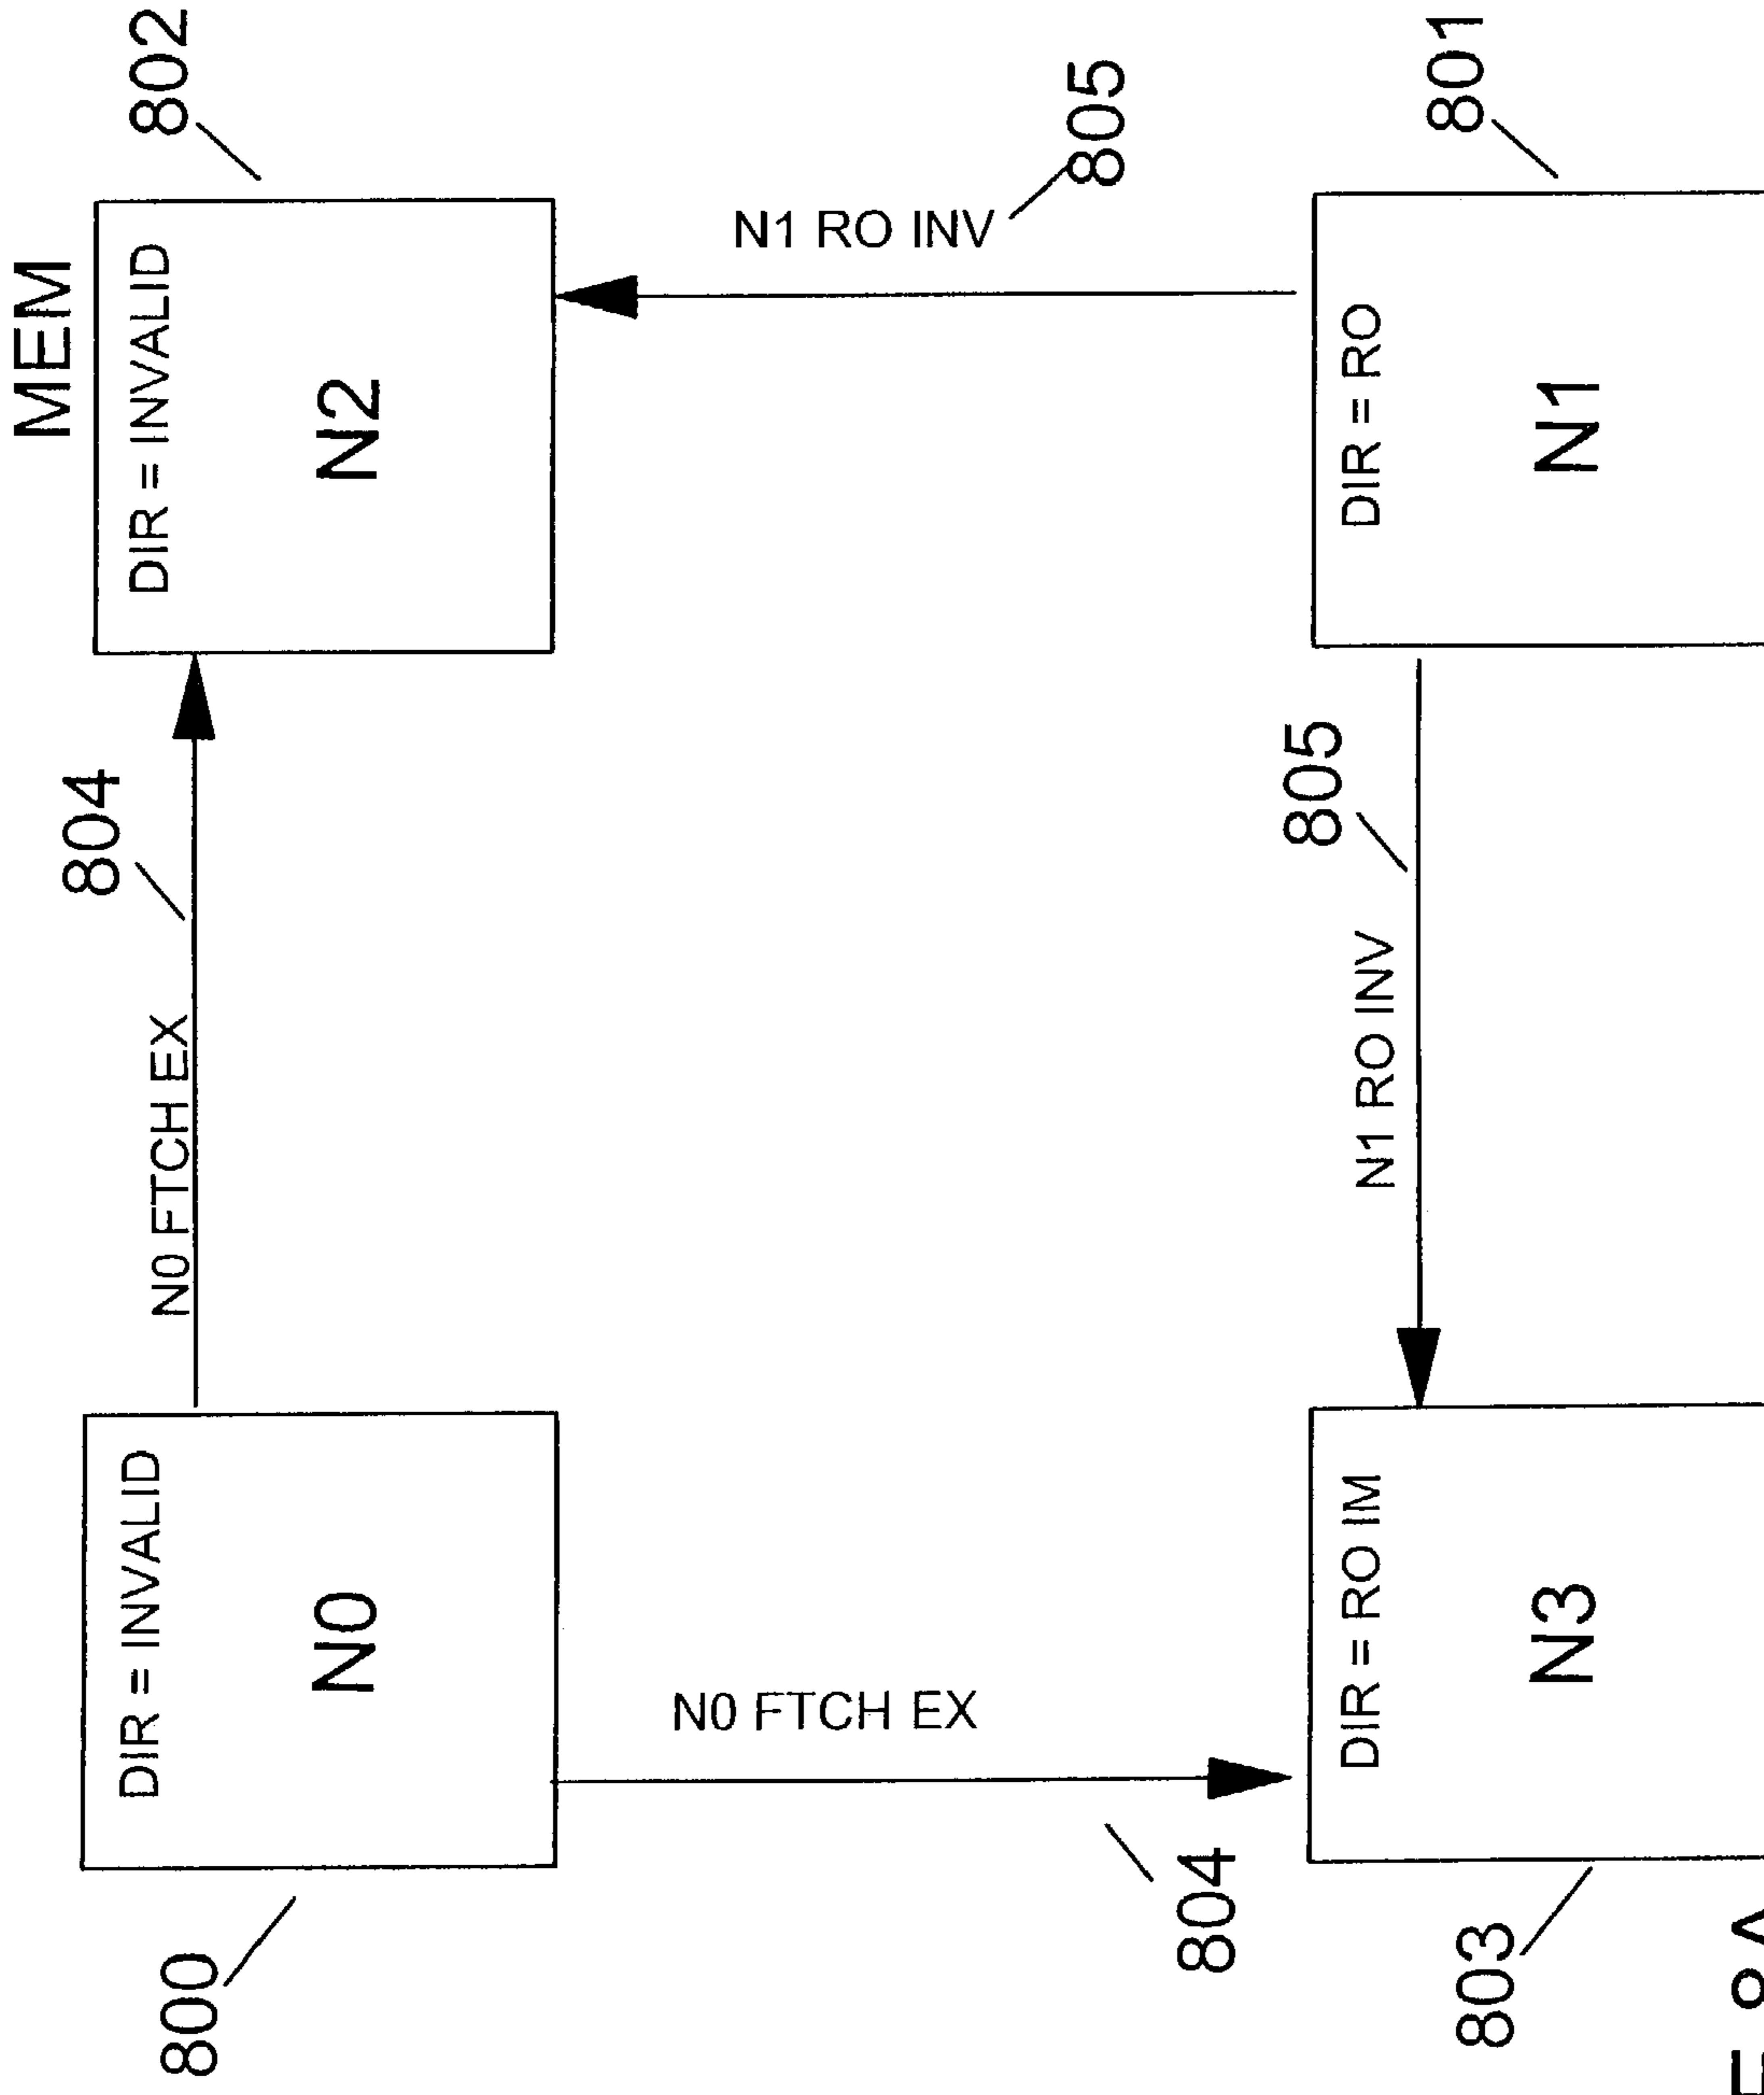 MEM
802
DIR = INVALID
N2
804
N0 FTCH EX
800
DIR = INVALID
N0
N1 RO INV
805
N0 FTCH EX
804
801
DIR = RO
N1
805
N1 RO INV
803
DIR = RO IM
N3